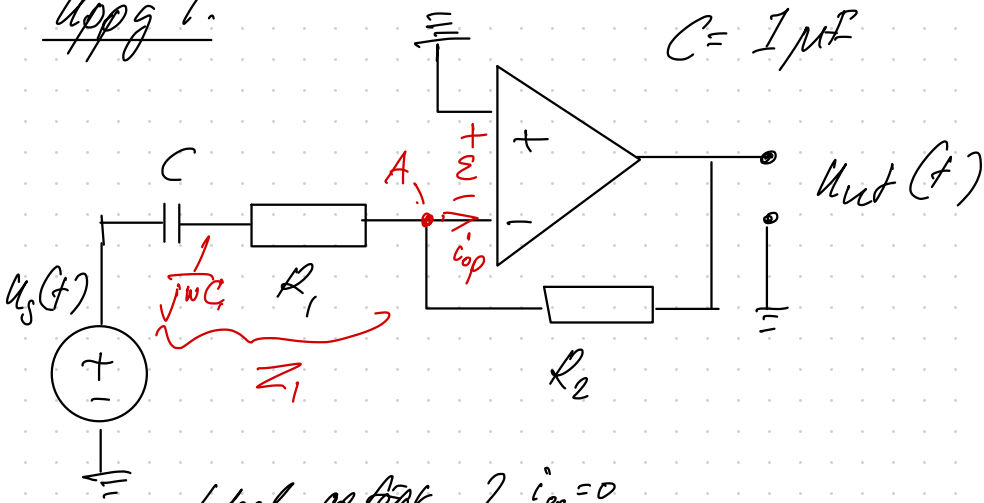 Uppg 1.
C = 1 μF
+
A
+
ε
-
-
i_op
C
u_ut(t)
u_s(t)
1/jωC
R_1
+
-
Z_1
R_2
i_op = 0